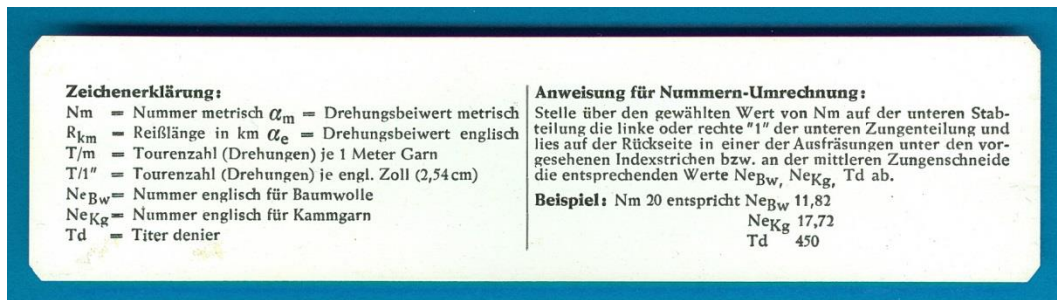 Zeichenerklärung:
Nm = Nummer metrisch αm = Drehungsbeiwert metrisch
Rkm = Reißlänge in km αe = Drehungsbeiwert englisch
T/m = Tourenzahl (Drehungen) je 1 Meter Garn
T/1" = Tourenzahl (Drehungen) je engl. Zoll (2,54cm)
NeBw= Nummer englisch für Baumwolle
NeKg= Nummer englisch für Kammgarn
Td = Titer denier
Anweisung für Nummern-Umrechnung:
Stelle über den gewählten Wert von Nm auf der unteren Stab-
teilung die linke oder rechte "1" der unteren Zungenteilung und
lies auf der Rückseite in einer der Ausfräsungen unter den vor-
gesehenen Indexstrichen bzw. an der mittleren Zungenschneide
die entsprechenden Werte NeBw, NeKg, Td ab.
Beispiel: Nm 20 entspricht NeBw 11,82
NeKg 17,72
Td 450